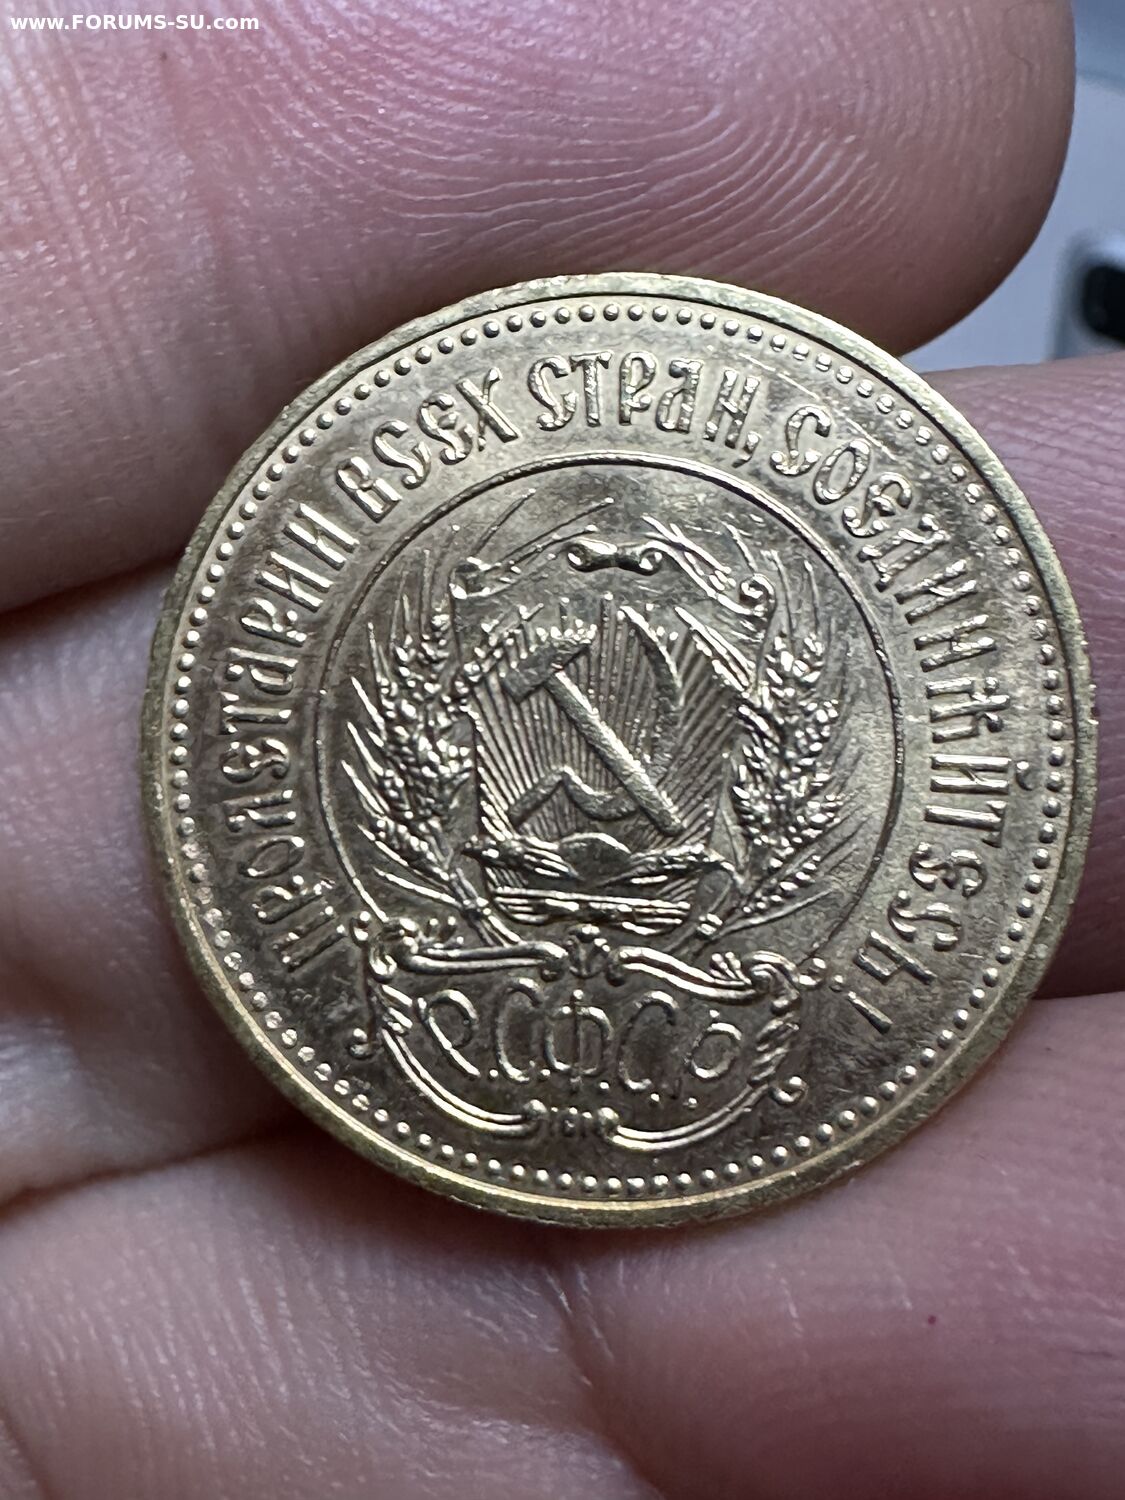 www.FORUMS-SU.com
ПРОЛЕТАРИИ ВСЕХ СТРАН, СОЕДИНЯЙТЕСЬ!
Р.С.Ф.С.Р.